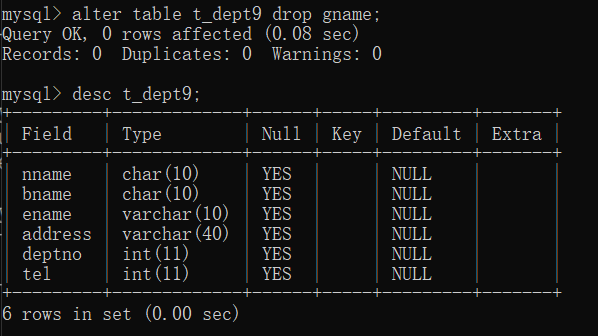 mysql> alter table t_dept9 drop gname;
Query OK, 0 rows affected (0.08 sec)
Records: 0  Duplicates: 0  Warnings: 0

mysql> desc t_dept9;
+---------+-------------+------+-----+---------+-------+
| Field   | Type        | Null | Key | Default | Extra |
+---------+-------------+------+-----+---------+-------+
| nname   | char(10)    | YES  |     | NULL    |       |
| bname   | char(10)    | YES  |     | NULL    |       |
| ename   | varchar(10) | YES  |     | NULL    |       |
| address | varchar(40) | YES  |     | NULL    |       |
| deptno  | int(11)     | YES  |     | NULL    |       |
| tel     | int(11)     | YES  |     | NULL    |       |
+---------+-------------+------+-----+---------+-------+
6 rows in set (0.00 sec)